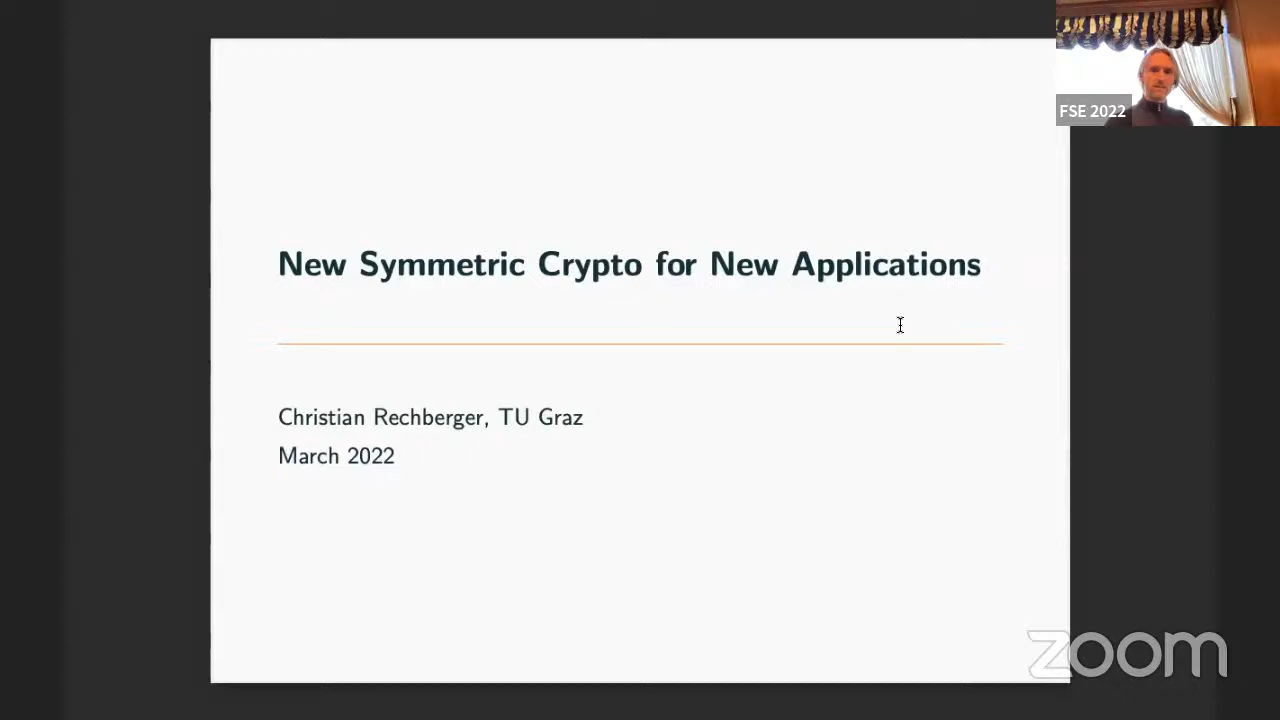 FSE 2022
New Symmetric Crypto for New Applications
Christian Rechberger, TU Graz
March 2022
zoom